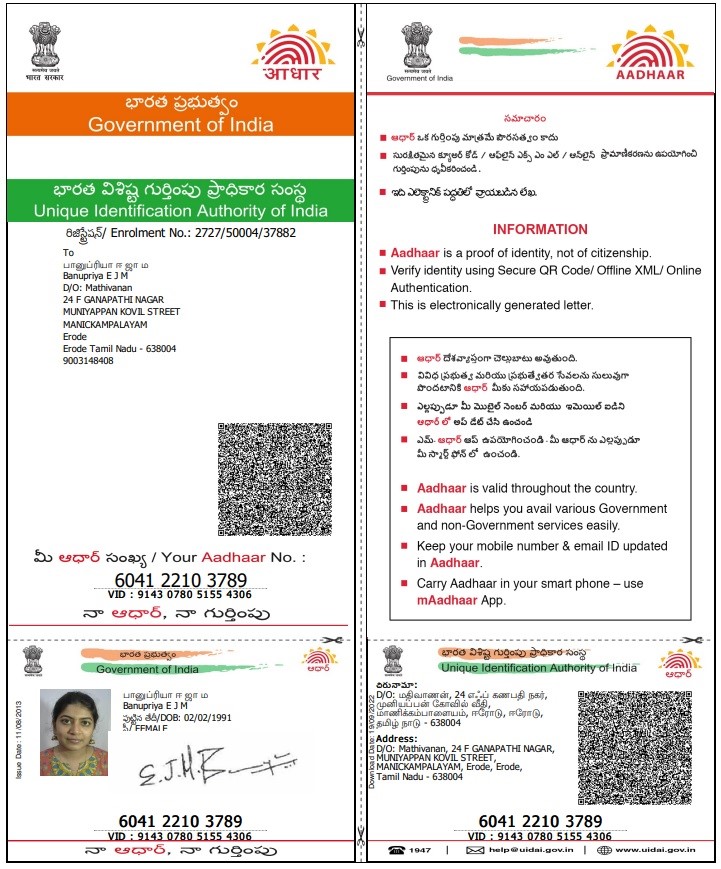 सत्यमेव जयते
भारत सरकार
आधार
భారత ప్రభుత్వం
Government of India
భారత విశిష్ట గుర్తింపు ప్రాధికార సంస్థ
Unique Identification Authority of India
రిజిస్ట్రేషన్/ Enrolment No.: 2727/50004/37882
To
பானுப்ரியா ஈ ஜா ம
Banupriya E J M
D/O: Mathivanan
24 F GANAPATHI NAGAR
MUNIYAPPAN KOVIL STREET
MANICKAMPALAYAM
Erode
Erode Tamil Nadu - 638004
9003148408
మీ ఆధార్ సంఖ్య / Your Aadhaar No. :
6041 2210 3789
VID : 9143 0780 5155 4306
నా ఆధార్, నా గుర్తింపు
सत्यमेव जयते
Government of India
AADHAAR
సమాచారం
ఆధార్ ఒక గుర్తింపు మాత్రమే పౌరసత్వం కాదు
సురక్షితమైన క్యూఆర్ కోడ్ / ఆఫ్‌లైన్ ఎక్స్ ఎం ఎల్ / ఆన్‌లైన్ ప్రామాణీకరణను ఉపయోగించి
గుర్తింపును ధృవీకరించండి.
ఇది ఎలెక్ట్రానిక్ పద్ధతిలో వ్రాయబడిన లేఖ.
INFORMATION
Aadhaar is a proof of identity, not of citizenship.
Verify identity using Secure QR Code/ Offline XML/ Online
Authentication.
This is electronically generated letter.
ఆధార్ దేశవ్యాప్తంగా చెల్లుబాటు అవుతుంది.
వివిధ ప్రభుత్వ మరియు ప్రభుత్వేతర సేవలను సులువుగా
పొందటానికి ఆధార్ మీకు సహాయపడుతుంది.
ఎల్లప్పుడూ మీ మొబైల్ నెంబర్ మరియు ఇమెయిల్ ఐడిని
ఆధార్ లో అప్ డేట్ చేసి ఉంచండి
ఎమ్- ఆధార్ ఆప్ ఉపయోగించండి - మీ ఆధార్ ను ఎల్లప్పుడూ
మీ స్మార్ట్ ఫోన్ లో ఉంచండి.
Aadhaar is valid throughout the country.
Aadhaar helps you avail various Government
and non-Government services easily.
Keep your mobile number & email ID updated
in Aadhaar.
Carry Aadhaar in your smart phone – use
mAadhaar App.
భారత ప్రభుత్వం
Government of India
ఆధార్
Issue Date: 11/08/2013
பானுப்ரியா ஈ ஜா ம
Banupriya E J M
పుట్టిన తేదీ/DOB: 02/02/1991
FEMALE
6041 2210 3789
VID : 9143 0780 5155 4306
నా ఆధార్, నా గుర్తింపు
భారత విశిష్ట గుర్తింపు ప్రాధికార సంస్థ
Unique Identification Authority of India
ఆధార్
Download Date: 19/09/2022
D/O: மதிவாணன், 24 எஃப் கணபதி நகர்,
முனியப்பன் கோவில் வீதி,
மாணிக்கம்பாளையம், ஈரோடு, ஈரோடு,
தமிழ் நாடு - 638004
Address:
D/O: Mathivanan, 24 F GANAPATHI NAGAR,
MUNIYAPPAN KOVIL STREET,
MANICKAMPALAYAM, Erode, Erode,
Tamil Nadu - 638004
6041 2210 3789
VID : 9143 0780 5155 4306
1947 | help@uidai.gov.in | www.uidai.gov.in